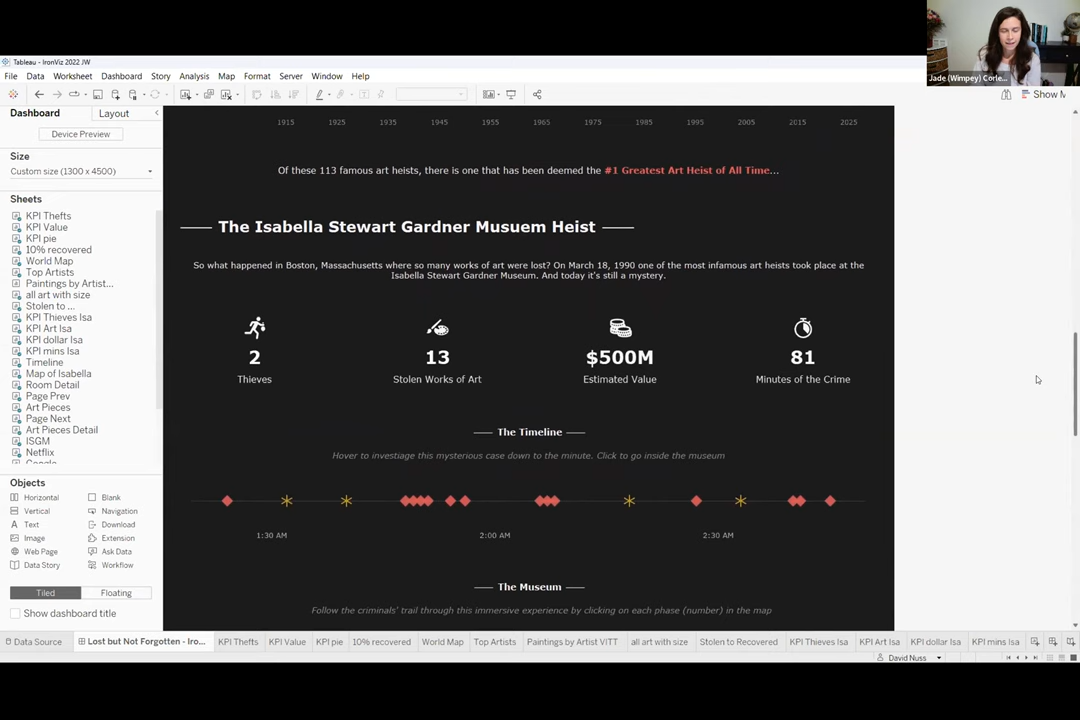 Jade (Wimpey) Corle...
Tableau - IronViz 2022 JW
File Data Worksheet Dashboard Story Analysis Map Format Server Window Help
Show M
Dashboard Layout
Device Preview
Size
Custom size (1300 x 4500)
Sheets
KPI Thefts
KPI Value
KPI pie
10% recovered
World Map
Top Artists
Paintings by Artist...
all art with size
Stolen to ...
KPI Thieves Isa
KPI Art Isa
KPI dollar Isa
KPI mins Isa
Timeline
Map of Isabella
Room Detail
Page Prev
Art Pieces
Page Next
Art Pieces Detail
ISGM
Netflix
Google
Objects
Horizontal Blank
Vertical Navigation
Text Download
Image Extension
Web Page Ask Data
Data Story Workflow
Tiled Floating
Show dashboard title
1915 1925 1935 1945 1955 1965 1975 1985 1995 2005 2015 2025
Of these 113 famous art heists, there is one that has been deemed the #1 Greatest Art Heist of All Time...
The Isabella Stewart Gardner Musuem Heist
So what happened in Boston, Massachusetts where so many works of art were lost? On March 18, 1990 one of the most infamous art heists took place at the
Isabella Stewart Gardner Museum. And today it's still a mystery.
2 13 $500M 81
Thieves Stolen Works of Art Estimated Value Minutes of the Crime
The Timeline
Hover to investiage this mysterious case down to the minute. Click to go inside the museum
1:30 AM 2:00 AM 2:30 AM
The Museum
Follow the criminals' trail through this immersive experience by clicking on each phase (number) in the map
Data Source Lost but Not Forgotten - Iro... KPI Thefts KPI Value KPI pie 10% recovered World Map Top Artists Paintings by Artist VITT all art with size Stolen to Recovered KPI Thieves Isa KPI Art Isa KPI dollar Isa KPI mins Isa
David Nuss